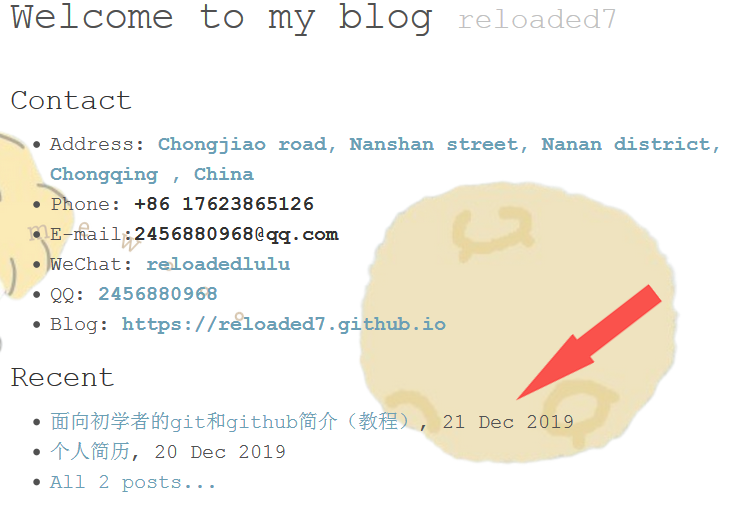 Welcome to my blog reloaded7
Contact
Address: Chongjiao road, Nanshan street, Nanan district,
Chongqing , China
Phone: +86 17623865126
E-mail:2456880968@qq.com
WeChat: reloadedlulu
QQ: 2456880968
Blog: https://reloaded7.github.io
Recent
面向初学者的git和github简介（教程）, 21 Dec 2019
个人简历, 20 Dec 2019
All 2 posts...